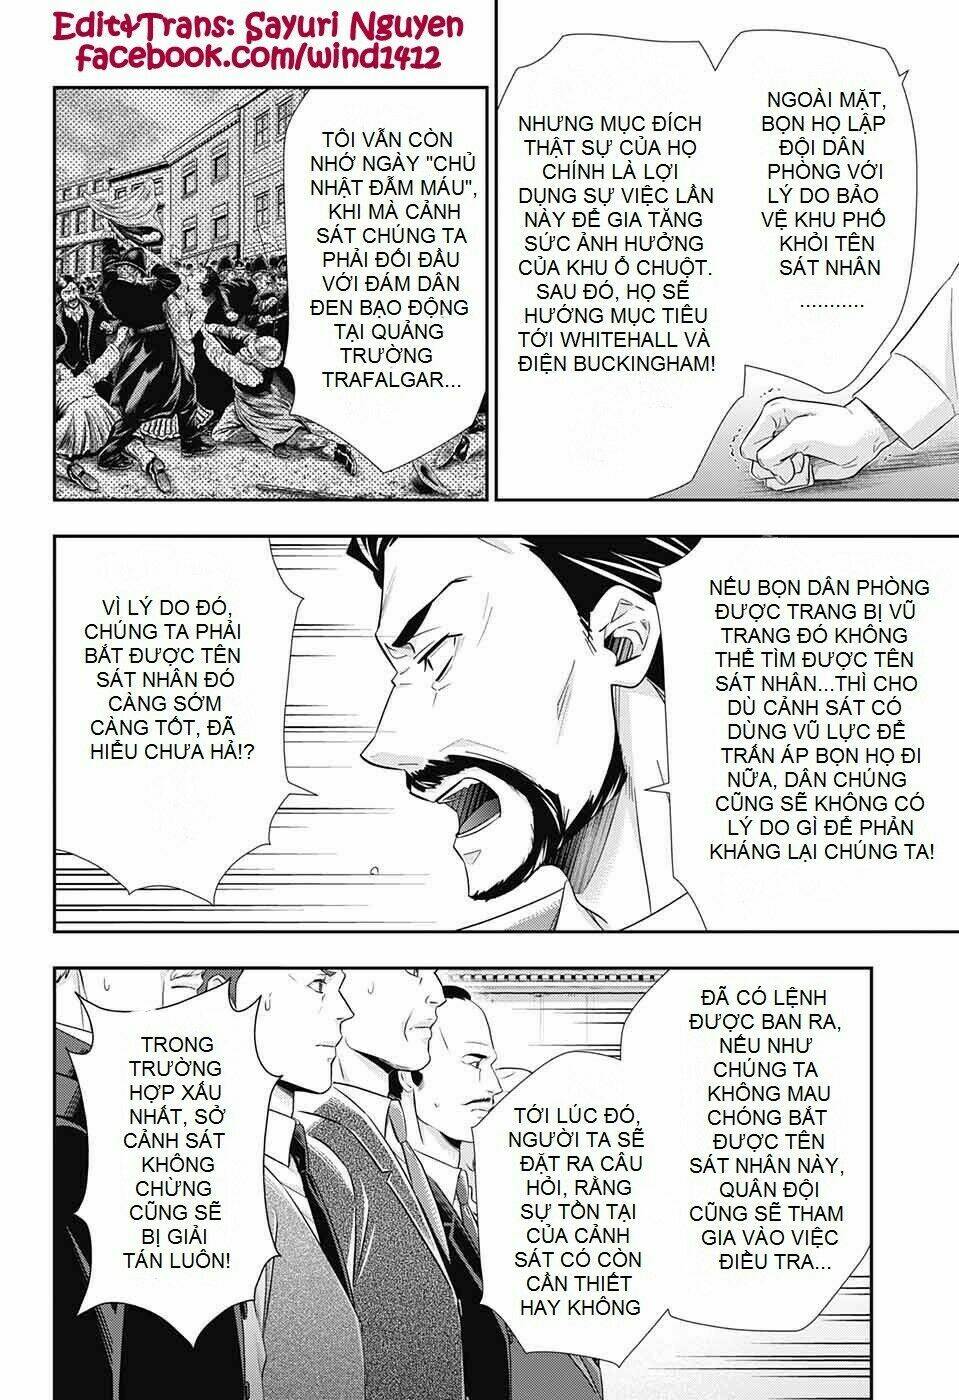 Edit&Trans: Sayuri Nguyen
facebook.com/wind1412
NGOÀI MẶT,
BỌN HỌ LẬP
ĐỘI DÂN
PHÒNG VỚI
LÝ DO BẢO
VỆ KHU PHỐ
KHỎI TÊN
SÁT NHÂN
...........
NHƯNG MỤC ĐÍCH
THẬT SỰ CỦA HỌ
CHÍNH LÀ LỢI
DỤNG SỰ VIỆC LẦN
NÀY ĐỂ GIA TĂNG
SỨC ẢNH HƯỞNG
CỦA KHU Ổ CHUỘT.
SAU ĐÓ, HỌ SẼ
HƯỚNG MỤC TIÊU
TỚI WHITEHALL VÀ
ĐIỆN BUCKINGHAM!
TÔI VẪN CÒN
NHỚ NGÀY "CHỦ
NHẬT ĐẪM MÁU",
KHI MÀ CẢNH
SÁT CHÚNG TA
PHẢI ĐỐI ĐẦU
VỚI ĐÁM DÂN
ĐEN BẠO ĐỘNG
TẠI QUẢNG
TRƯỜNG
TRAFALGAR...
NẾU BỌN DÂN PHÒNG
ĐƯỢC TRANG BỊ VŨ
TRANG ĐÓ KHÔNG
THỂ TÌM ĐƯỢC TÊN
SÁT NHÂN...THÌ CHO
DÙ CẢNH SÁT CÓ
DÙNG VŨ LỰC ĐỂ
TRẤN ÁP BỌN HỌ ĐI
NỮA, DÂN CHÚNG
CŨNG SẼ KHÔNG CÓ
LÝ DO GÌ ĐỂ PHẢN
KHÁNG LẠI CHÚNG TA!
VÌ LÝ DO ĐÓ,
CHÚNG TA PHẢI
BẮT ĐƯỢC TÊN
SÁT NHÂN ĐÓ
CÀNG SỚM
CÀNG TỐT, ĐÃ
HIỂU CHƯA HẢ!?
ĐÃ CÓ LỆNH
ĐƯỢC BAN RA,
NẾU NHƯ
CHÚNG TA
KHÔNG MAU
CHÓNG BẮT
ĐƯỢC TÊN
SÁT NHÂN NÀY,
QUÂN ĐỘI
CŨNG SẼ THAM
GIA VÀO VIỆC
ĐIỀU TRA...
TỚI LÚC ĐÓ,
NGƯỜI TA SẼ
ĐẶT RA CÂU
HỎI, RẰNG
SỰ TỒN TẠI
CỦA CẢNH
SÁT CÓ CÒN
CẦN THIẾT
HAY KHÔNG
TRONG
TRƯỜNG
HỢP XẤU
NHẤT, SỞ
CẢNH SÁT
KHÔNG
CHỪNG
CŨNG SẼ
BỊ GIẢI
TÁN LUÔN!